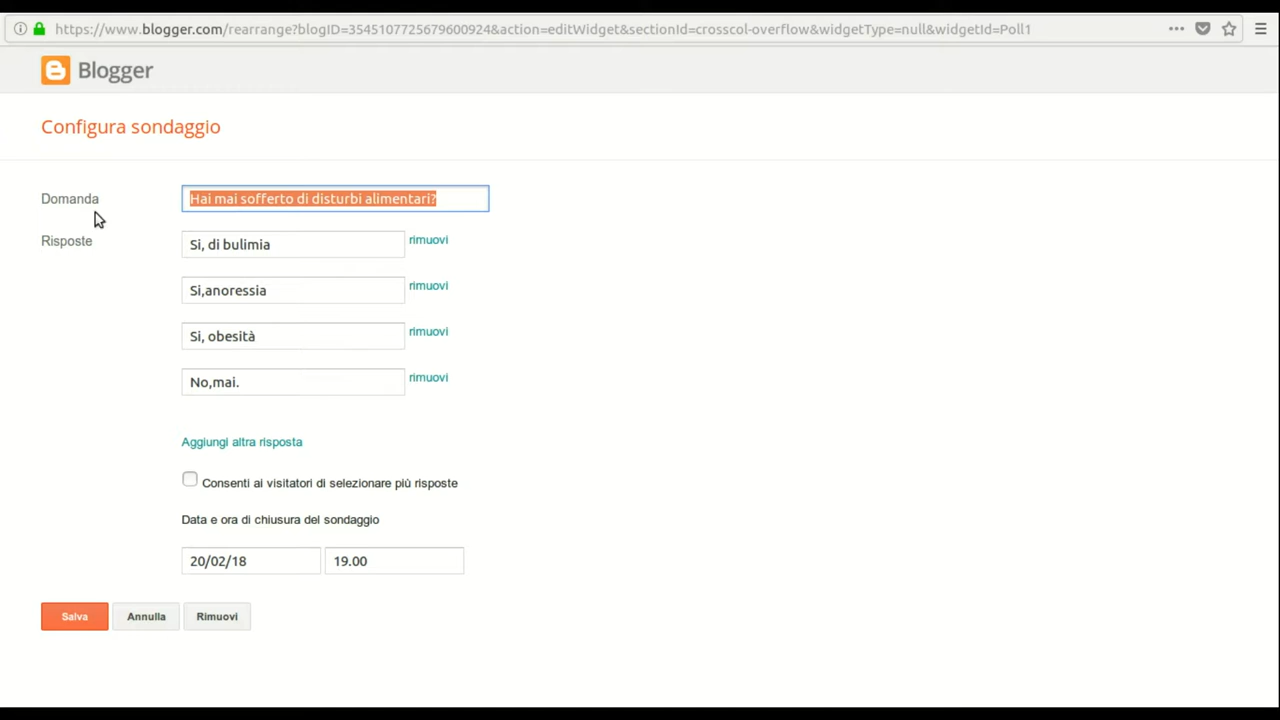 https://www.blogger.com/rearrange?blogID=3545107725679600924&action=editWidget&sectionId=crosscol-overflow&widgetType=null&widgetId=Poll1
Blogger
Configura sondaggio
Domanda
Hai mai sofferto di disturbi alimentari?
Risposte
Si, di bulimia
rimuovi
Si,anoressia
rimuovi
Si, obesità
rimuovi
No,mai.
rimuovi
Aggiungi altra risposta
Consenti ai visitatori di selezionare più risposte
Data e ora di chiusura del sondaggio
20/02/18
19.00
Salva
Annulla
Rimuovi